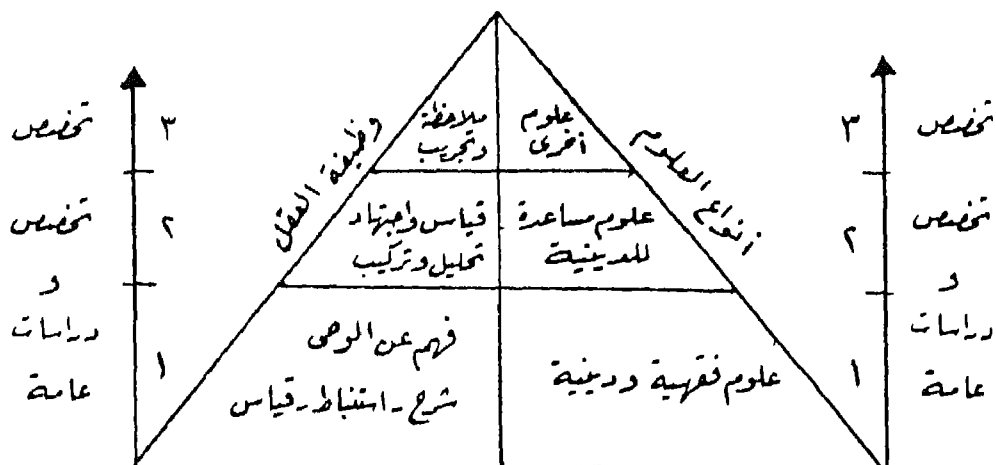 تخصص
٣
علوم
أخرى
ملاحظة
وتجريب
٣
تخصص
أنواع العلوم
وظيفة العقل
تخصص
٢
علوم مساعدة
للدينية
قياس واجتهاد
تحليل وتركيب
٢
تخصص
و
دراسات
عامة
١
علوم فقهية ودينية
فهم عن الوحى
شرح - استنباط - قياس
١
و
دراسات
عامة